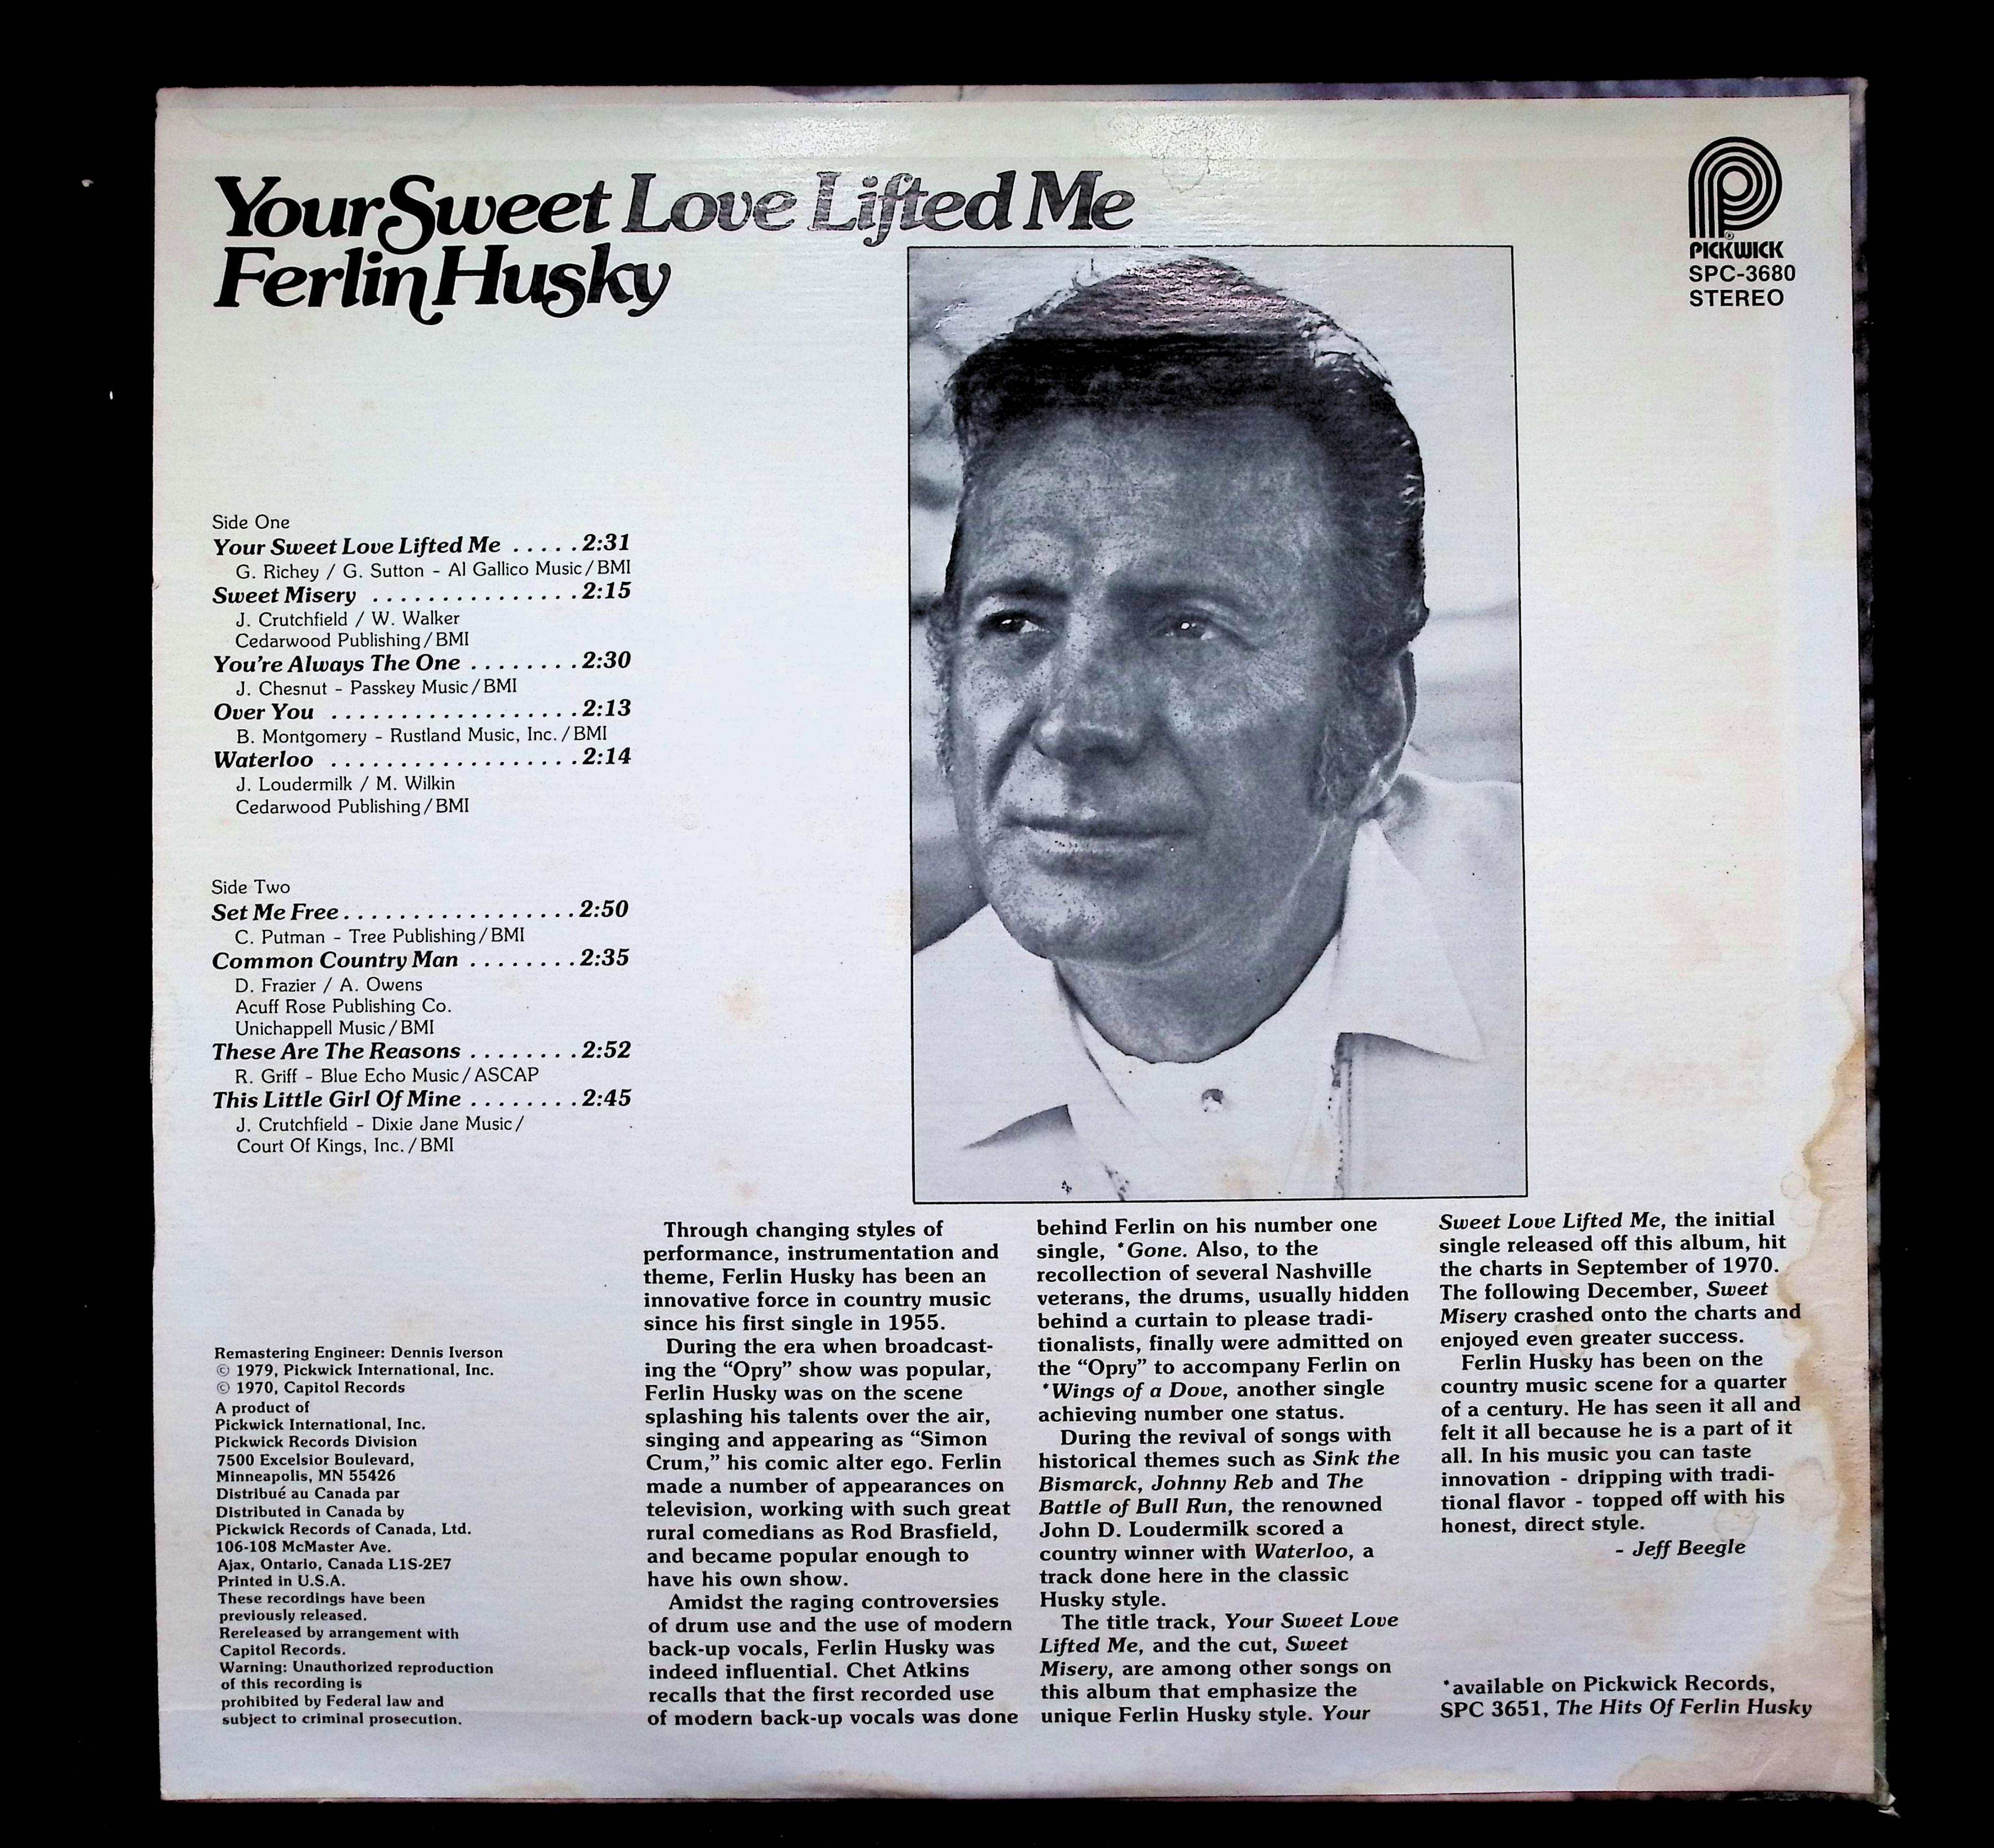 Your Sweet Love Lifted Me
Ferlin Husky
PICKWICK
SPC-3680
STEREO
Side One
Your Sweet Love Lifted Me ..... 2:31
G. Richey / G. Sutton - Al Gallico Music/BMI
Sweet Misery ............... 2:15
J. Crutchfield / W. Walker
Cedarwood Publishing/BMI
You're Always The One ........ 2:30
J. Chesnut - Passkey Music/BMI
Over You .................. 2:13
B. Montgomery - Rustland Music, Inc./BMI
Waterloo .................. 2:14
J. Loudermilk / M. Wilkin
Cedarwood Publishing/BMI
Side Two
Set Me Free................. 2:50
C. Putman - Tree Publishing/BMI
Common Country Man ........ 2:35
D. Frazier / A. Owens
Acuff Rose Publishing Co.
Unichappell Music/BMI
These Are The Reasons ........ 2:52
R. Griff - Blue Echo Music/ASCAP
This Little Girl Of Mine ........ 2:45
J. Crutchfield - Dixie Jane Music/
Court Of Kings, Inc./BMI
Remastering Engineer: Dennis Iverson
© 1979, Pickwick International, Inc.
© 1970, Capitol Records
A product of
Pickwick International, Inc.
Pickwick Records Division
7500 Excelsior Boulevard,
Minneapolis, MN 55426
Distribué au Canada par
Distributed in Canada by
Pickwick Records of Canada, Ltd.
106-108 McMaster Ave.
Ajax, Ontario, Canada L1S-2E7
Printed in U.S.A.
These recordings have been
previously released.
Rereleased by arrangement with
Capitol Records.
Warning: Unauthorized reproduction
of this recording is
prohibited by Federal law and
subject to criminal prosecution.
Through changing styles of
performance, instrumentation and
theme, Ferlin Husky has been an
innovative force in country music
since his first single in 1955.
During the era when broadcast-
ing the "Opry" show was popular,
Ferlin Husky was on the scene
splashing his talents over the air,
singing and appearing as "Simon
Crum," his comic alter ego. Ferlin
made a number of appearances on
television, working with such great
rural comedians as Rod Brasfield,
and became popular enough to
have his own show.
Amidst the raging controversies
of drum use and the use of modern
back-up vocals, Ferlin Husky was
indeed influential. Chet Atkins
recalls that the first recorded use
of modern back-up vocals was done
behind Ferlin on his number one
single, *Gone. Also, to the
recollection of several Nashville
veterans, the drums, usually hidden
behind a curtain to please tradi-
tionalists, finally were admitted on
the "Opry" to accompany Ferlin on
*Wings of a Dove, another single
achieving number one status.
During the revival of songs with
historical themes such as Sink the
Bismarck, Johnny Reb and The
Battle of Bull Run, the renowned
John D. Loudermilk scored a
country winner with Waterloo, a
track done here in the classic
Husky style.
The title track, Your Sweet Love
Lifted Me, and the cut, Sweet
Misery, are among other songs on
this album that emphasize the
unique Ferlin Husky style. Your
Sweet Love Lifted Me, the initial
single released off this album, hit
the charts in September of 1970.
The following December, Sweet
Misery crashed onto the charts and
enjoyed even greater success.
Ferlin Husky has been on the
country music scene for a quarter
of a century. He has seen it all and
felt it all because he is a part of it
all. In his music you can taste
innovation - dripping with tradi-
tional flavor - topped off with his
honest, direct style.
- Jeff Beegle
*available on Pickwick Records,
SPC 3651, The Hits Of Ferlin Husky